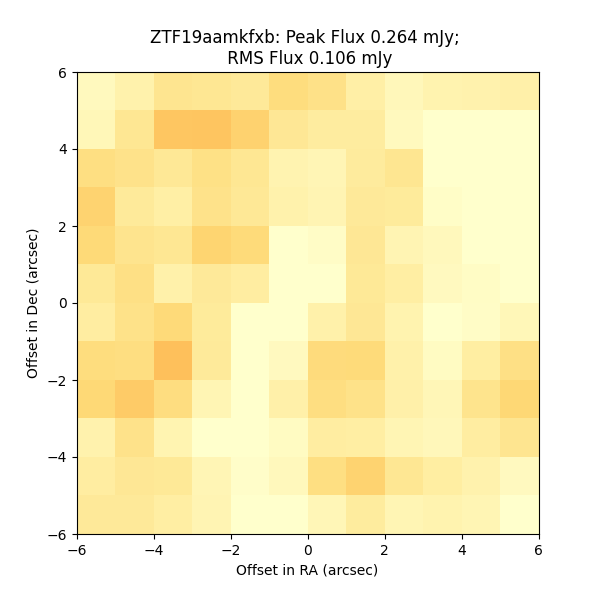 ZTF19aamkfxb: Peak Flux 0.264 mJy;
RMS Flux 0.106 mJy
6
4
2
0
−2
−4
−6
Offset in Dec (arcsec)
−6 −4 −2 0 2 4 6
Offset in RA (arcsec)